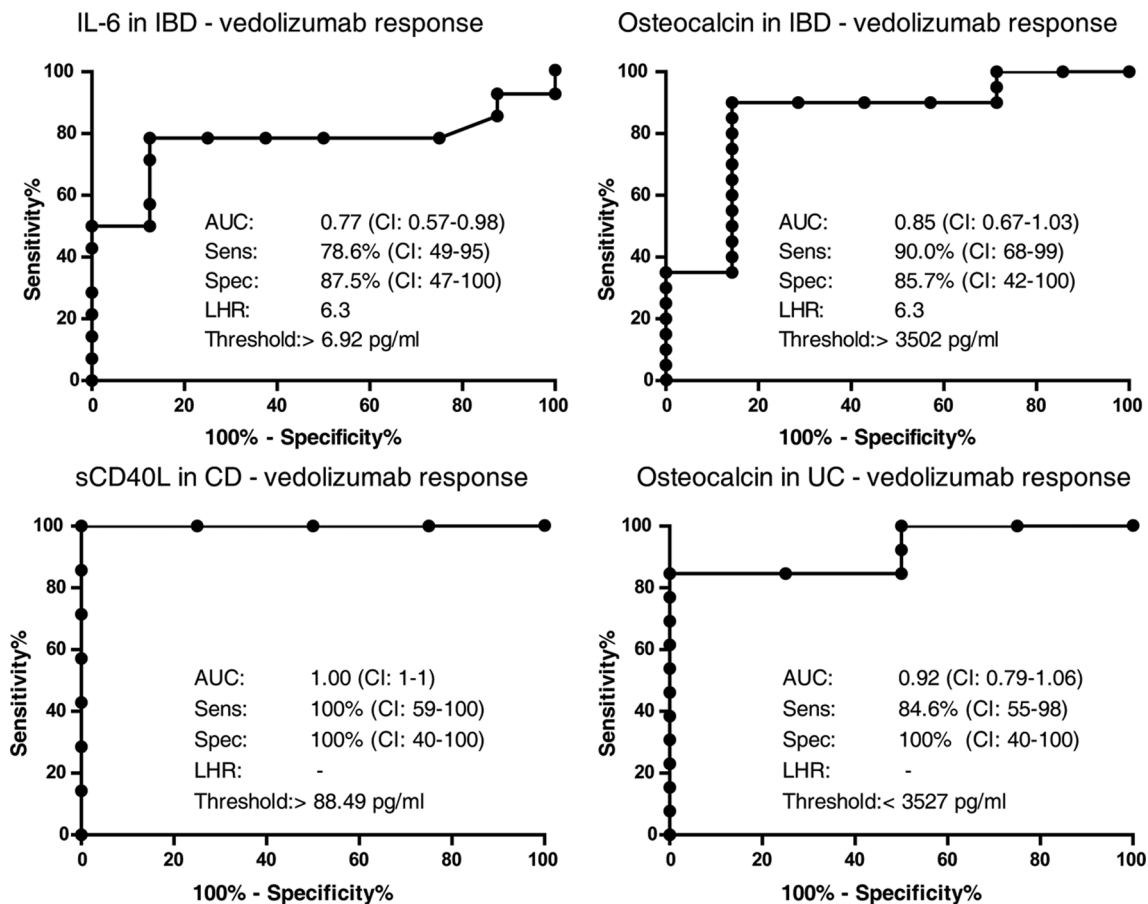 IL-6 in IBD - vedolizumab response
100
80
60
40
20
0
Sensitivity%
AUC: 0.77 (CI: 0.57-0.98)
Sens: 78.6% (CI: 49-95)
Spec: 87.5% (CI: 47-100)
LHR: 6.3
Threshold:> 6.92 pg/ml
0 20 40 60 80 100
100% - Specificity%
Osteocalcin in IBD - vedolizumab response
100
80
60
40
20
0
Sensitivity%
AUC: 0.85 (CI: 0.67-1.03)
Sens: 90.0% (CI: 68-99)
Spec: 85.7% (CI: 42-100)
LHR: 6.3
Threshold:> 3502 pg/ml
0 20 40 60 80 100
100% - Specificity%
sCD40L in CD - vedolizumab response
100
80
60
40
20
0
Sensitivity%
AUC: 1.00 (CI: 1-1)
Sens: 100% (CI: 59-100)
Spec: 100% (CI: 40-100)
LHR: -
Threshold:> 88.49 pg/ml
0 20 40 60 80 100
100% - Specificity%
Osteocalcin in UC - vedolizumab response
100
80
60
40
20
0
Sensitivity%
AUC: 0.92 (CI: 0.79-1.06)
Sens: 84.6% (CI: 55-98)
Spec: 100% (CI: 40-100)
LHR: -
Threshold:< 3527 pg/ml
0 20 40 60 80 100
100% - Specificity%